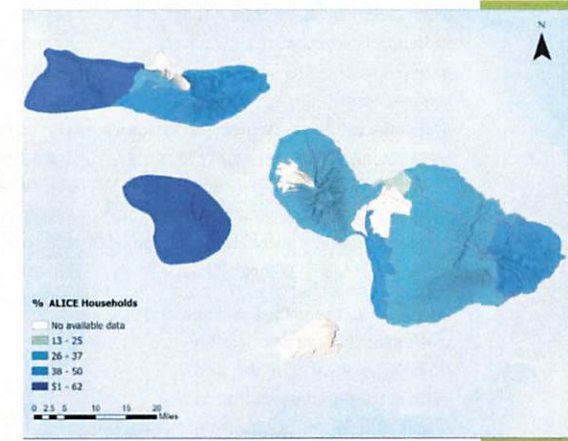 N
% ALICE Households
No available data
13 - 25
26 - 37
38 - 50
51 - 62
0 2.5 5 10 15 20
Miles